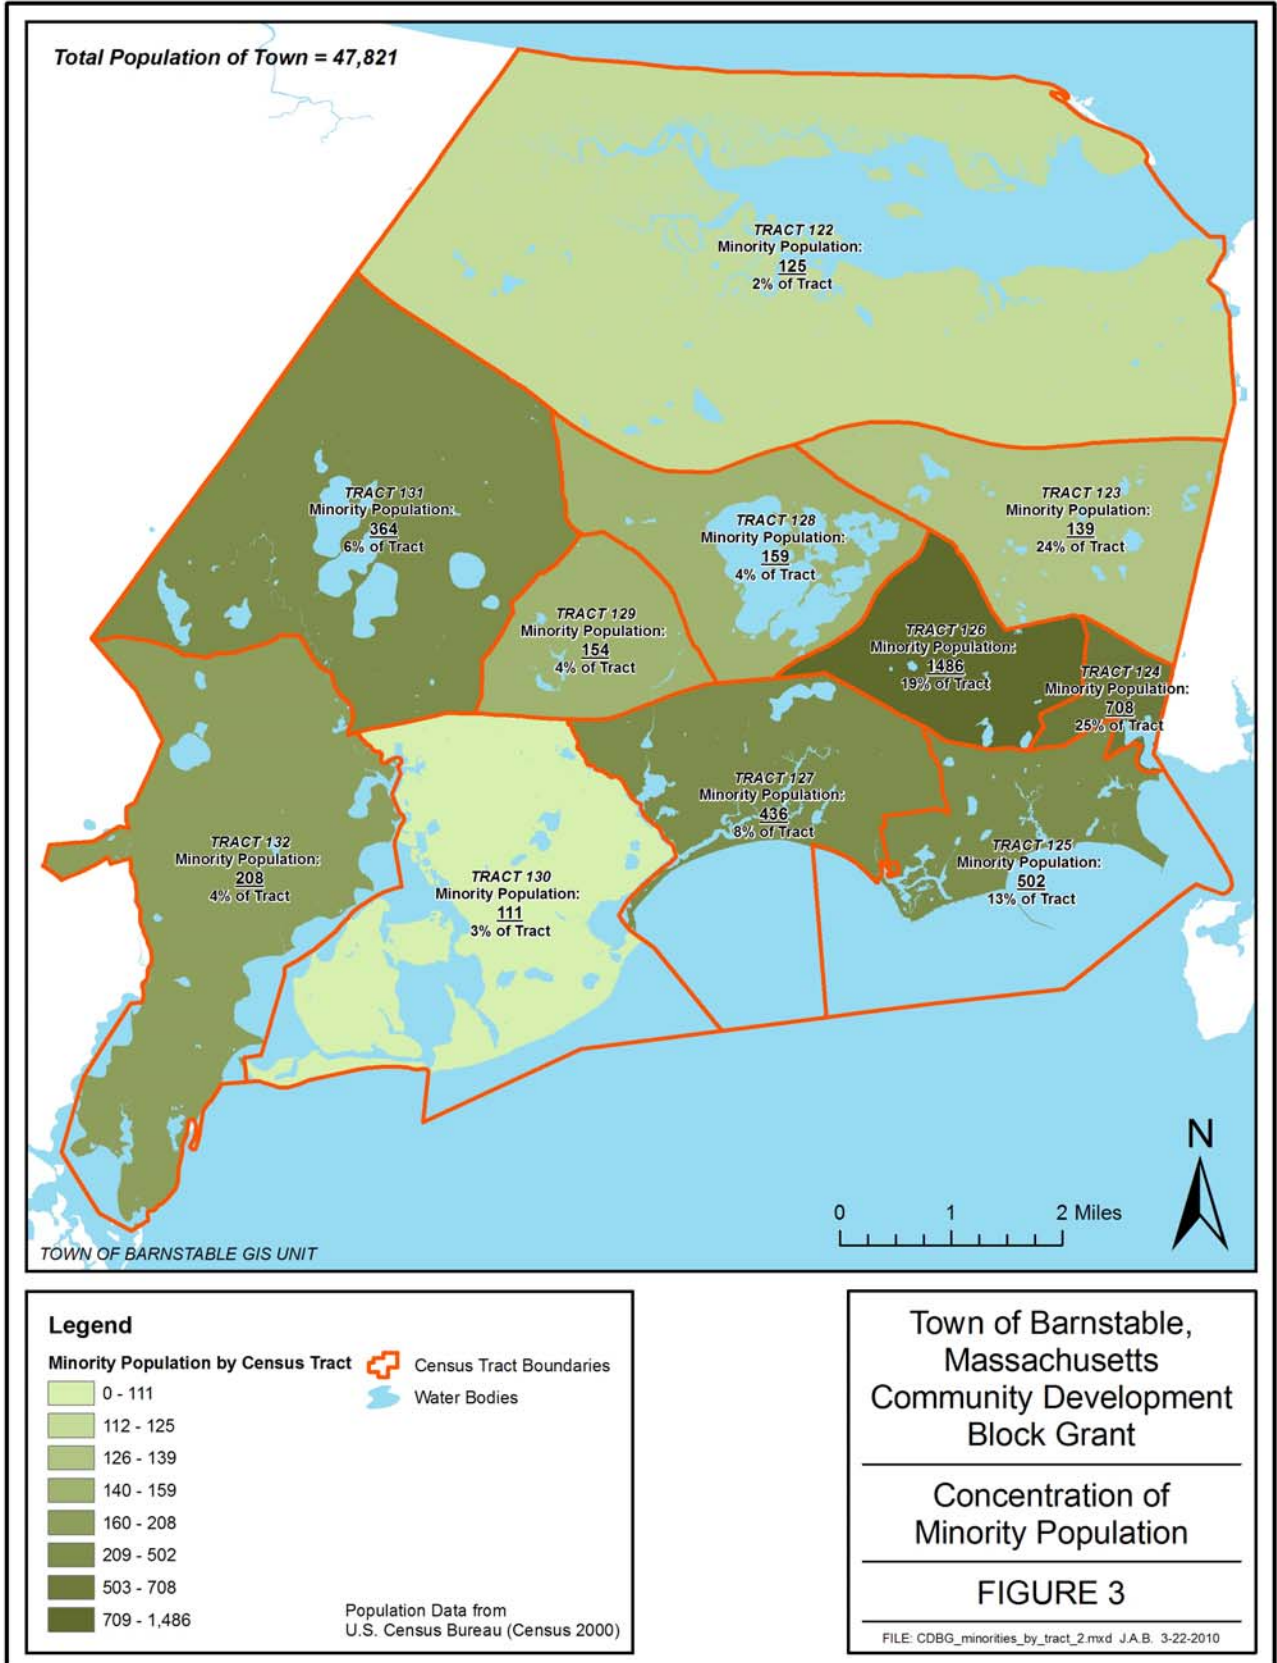 Total Population of Town = 47,821
TRACT 122
Minority Population:
125
2% of Tract
TRACT 131
Minority Population:
364
6% of Tract
TRACT 128
Minority Population:
159
4% of Tract
TRACT 123
Minority Population:
139
24% of Tract
TRACT 129
Minority Population:
154
4% of Tract
TRACT 126
Minority Population:
1486
19% of Tract
TRACT 124
Minority Population:
708
25% of Tract
TRACT 127
Minority Population:
436
8% of Tract
TRACT 132
Minority Population:
208
4% of Tract
TRACT 130
Minority Population:
111
3% of Tract
TRACT 125
Minority Population:
502
13% of Tract
N
0 1 2 Miles
TOWN OF BARNSTABLE GIS UNIT
Legend
Minority Population by Census Tract
0 - 111
112 - 125
126 - 139
140 - 159
160 - 208
209 - 502
503 - 708
709 - 1,486
Census Tract Boundaries
Water Bodies
Population Data from
U.S. Census Bureau (Census 2000)
Town of Barnstable,
Massachusetts
Community Development
Block Grant
Concentration of
Minority Population
FIGURE 3
FILE: CDBG_minorities_by_tract_2.mxd J.A.B. 3-22-2010